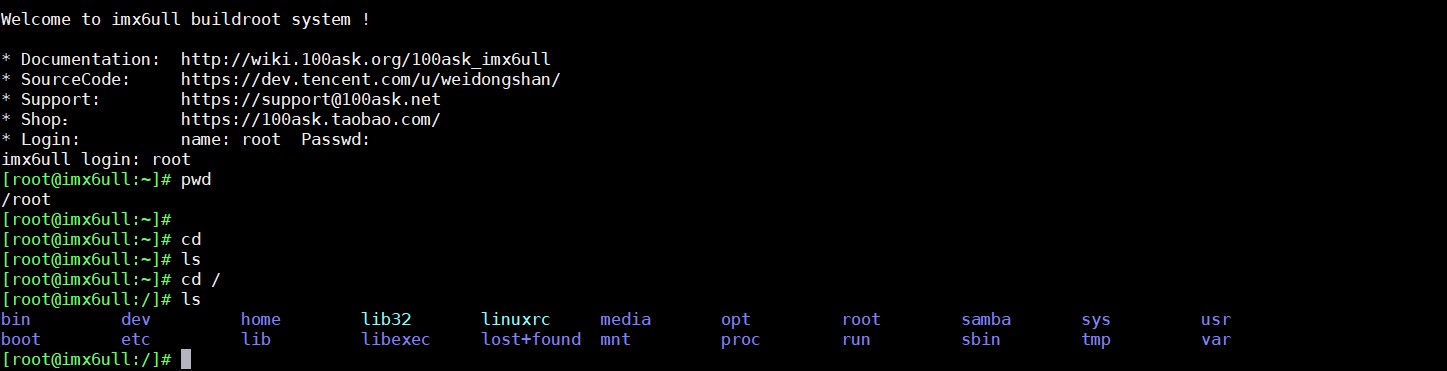 Welcome to imx6ull buildroot system !
* Documentation:  http://wiki.100ask.org/100ask_imx6ull
* SourceCode:     https://dev.tencent.com/u/weidongshan/
* Support:        https://support@100ask.net
* Shop：          https://100ask.taobao.com/
* Login:          name: root  Passwd:
imx6ull login: root
[root@imx6ull:~]# pwd
/root
[root@imx6ull:~]#
[root@imx6ull:~]# cd
[root@imx6ull:~]# ls
[root@imx6ull:~]# cd /
[root@imx6ull:/]# ls
bin         dev         home        lib32       linuxrc     media       opt         root        samba       sys         usr
boot        etc         lib         libexec     lost+found  mnt         proc        run         sbin        tmp         var
[root@imx6ull:/]#